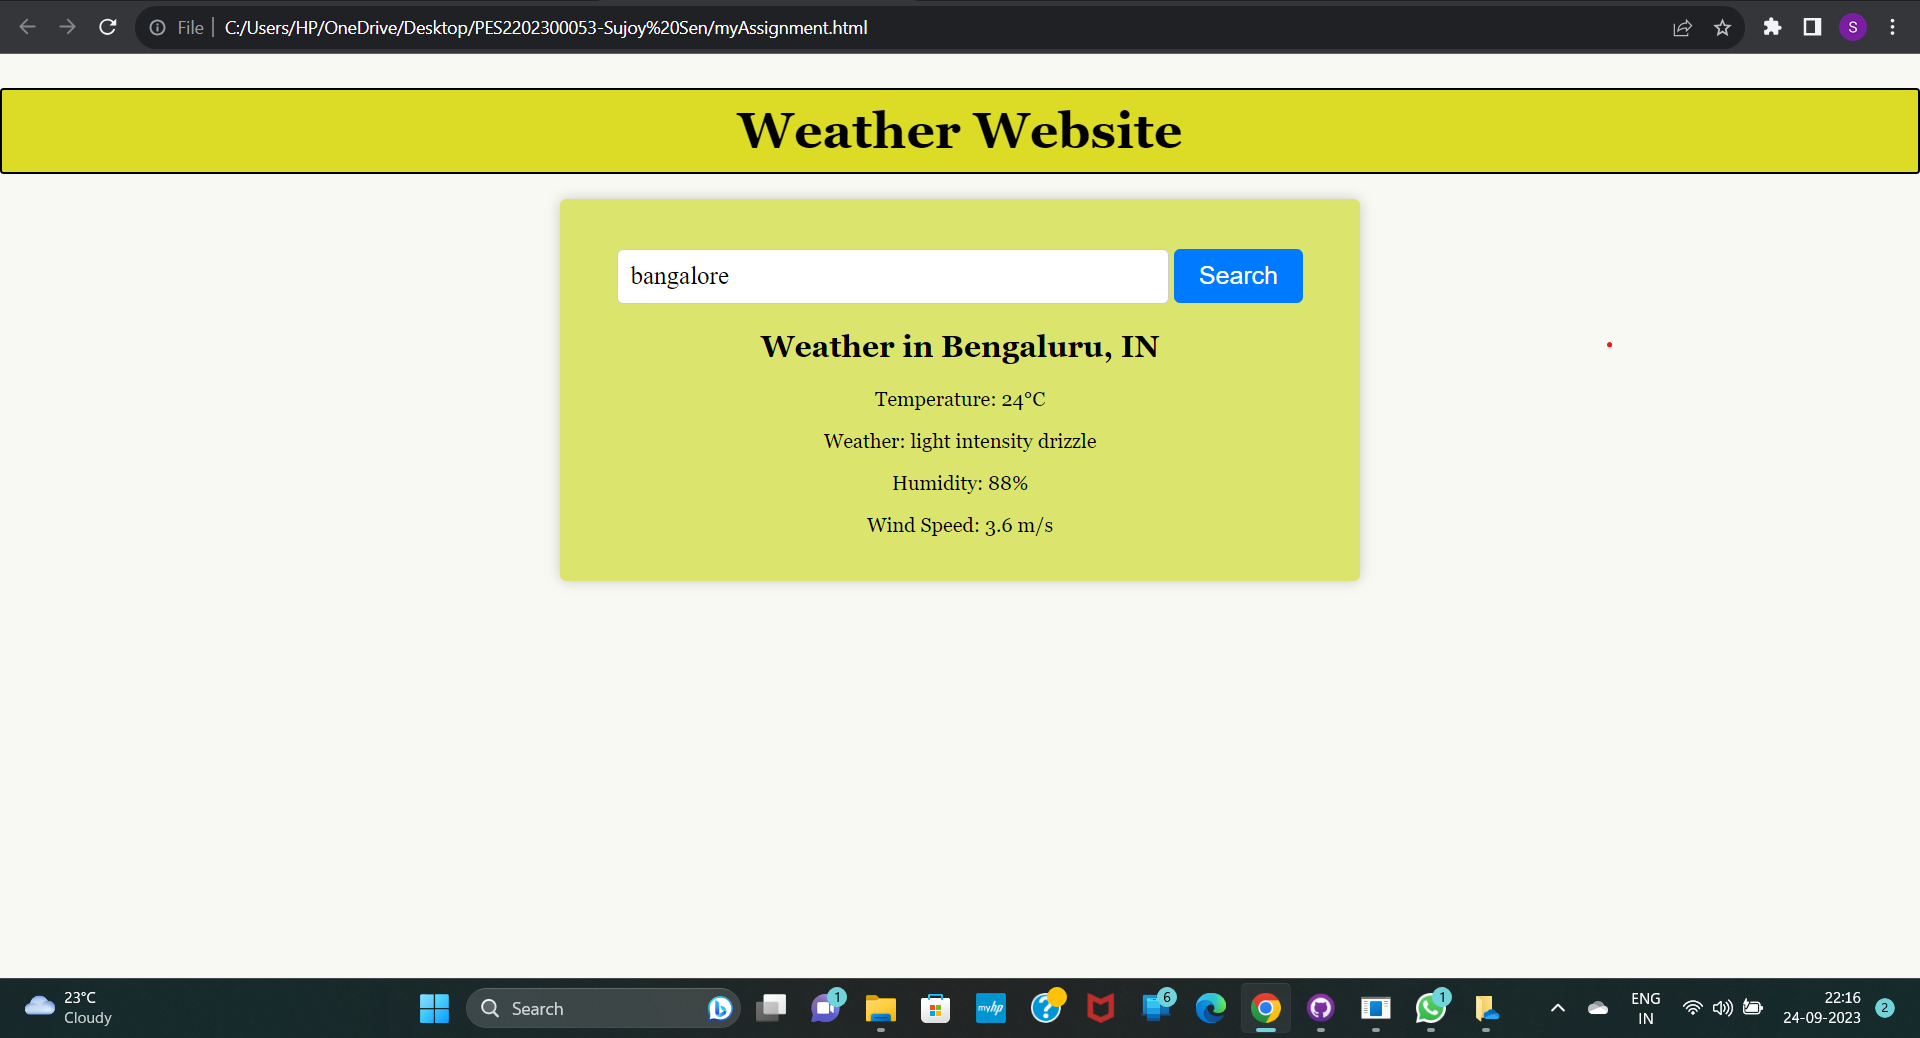 File C:/Users/HP/OneDrive/Desktop/PES2202300053-Sujoy%20Sen/myAssignment.html
S
Weather Website
bangalore Search
Weather in Bengaluru, IN
Temperature: 24°C
Weather: light intensity drizzle
Humidity: 88%
Wind Speed: 3.6 m/s
23°C
Cloudy
Search
1
myhp
?
6
1
ENG
IN
22:16
24-09-2023
2